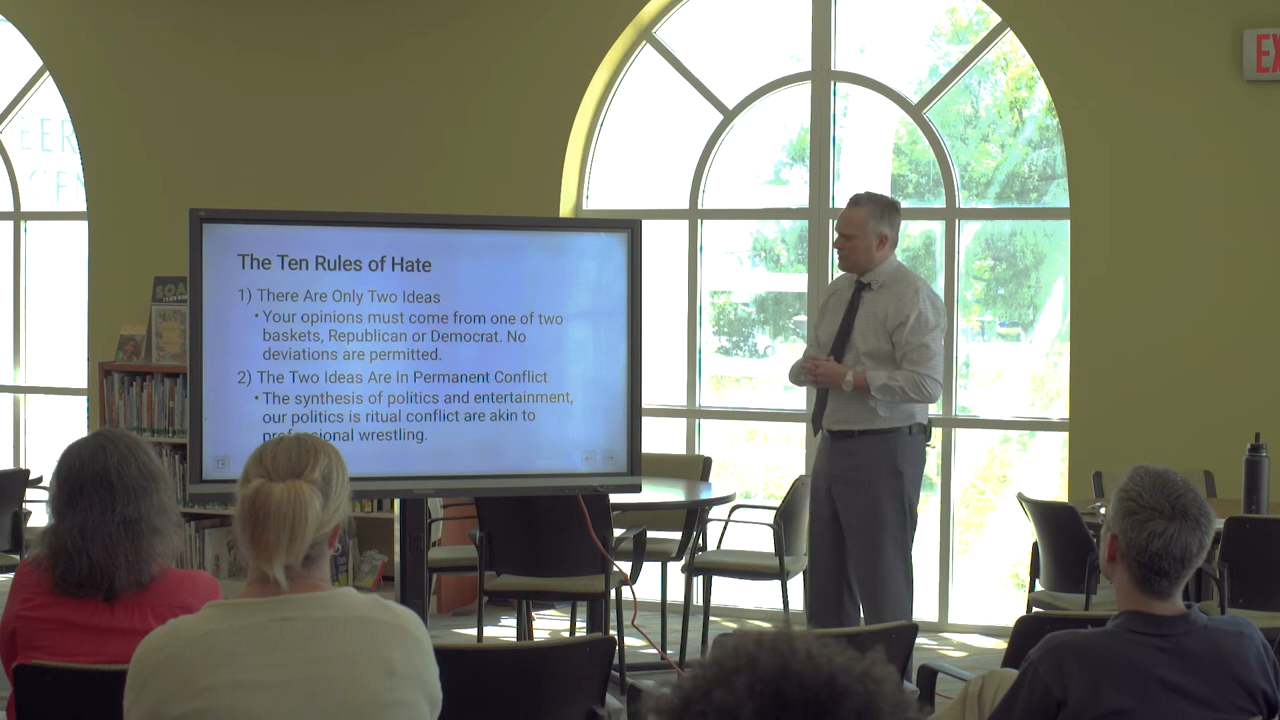 EX
The Ten Rules of Hate
1) There Are Only Two Ideas
• Your opinions must come from one of two
baskets, Republican or Democrat. No
deviations are permitted.
2) The Two Ideas Are In Permanent Conflict
• The synthesis of politics and entertainment,
our politics is ritual conflict are akin to
professional wrestling.